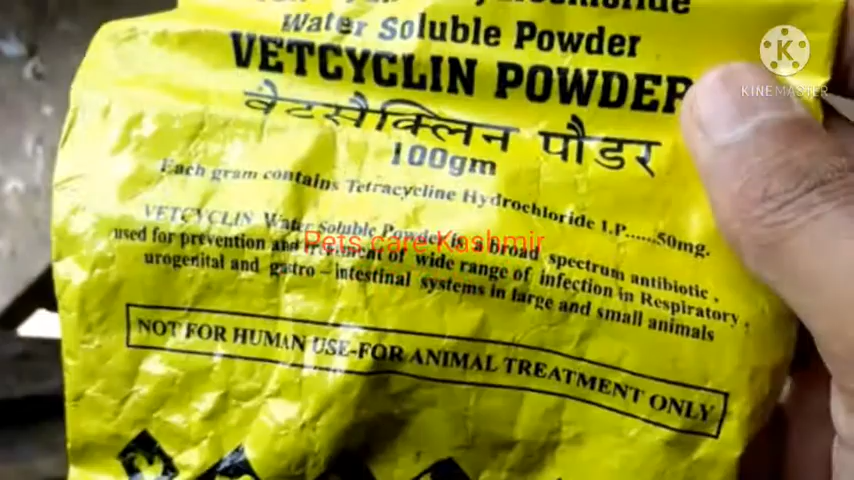 Water Soluble Powder
VETCYCLIN POWDER
वैटसैक्लिन पौडर
100gm
Each gram contains Tetracycline Hydrochloride I.P......50mg.
VETCYCLIN Water Soluble Powder is a broad spectrum antibiotic,
used for prevention and treatment of wide range of infection in Respiratory,
urogenital and gastro – intestinal systems in large and small animals
NOT FOR HUMAN USE-FOR ANIMAL TREATMENT ONLY
Pets care Kashmir
K
KINEMASTER